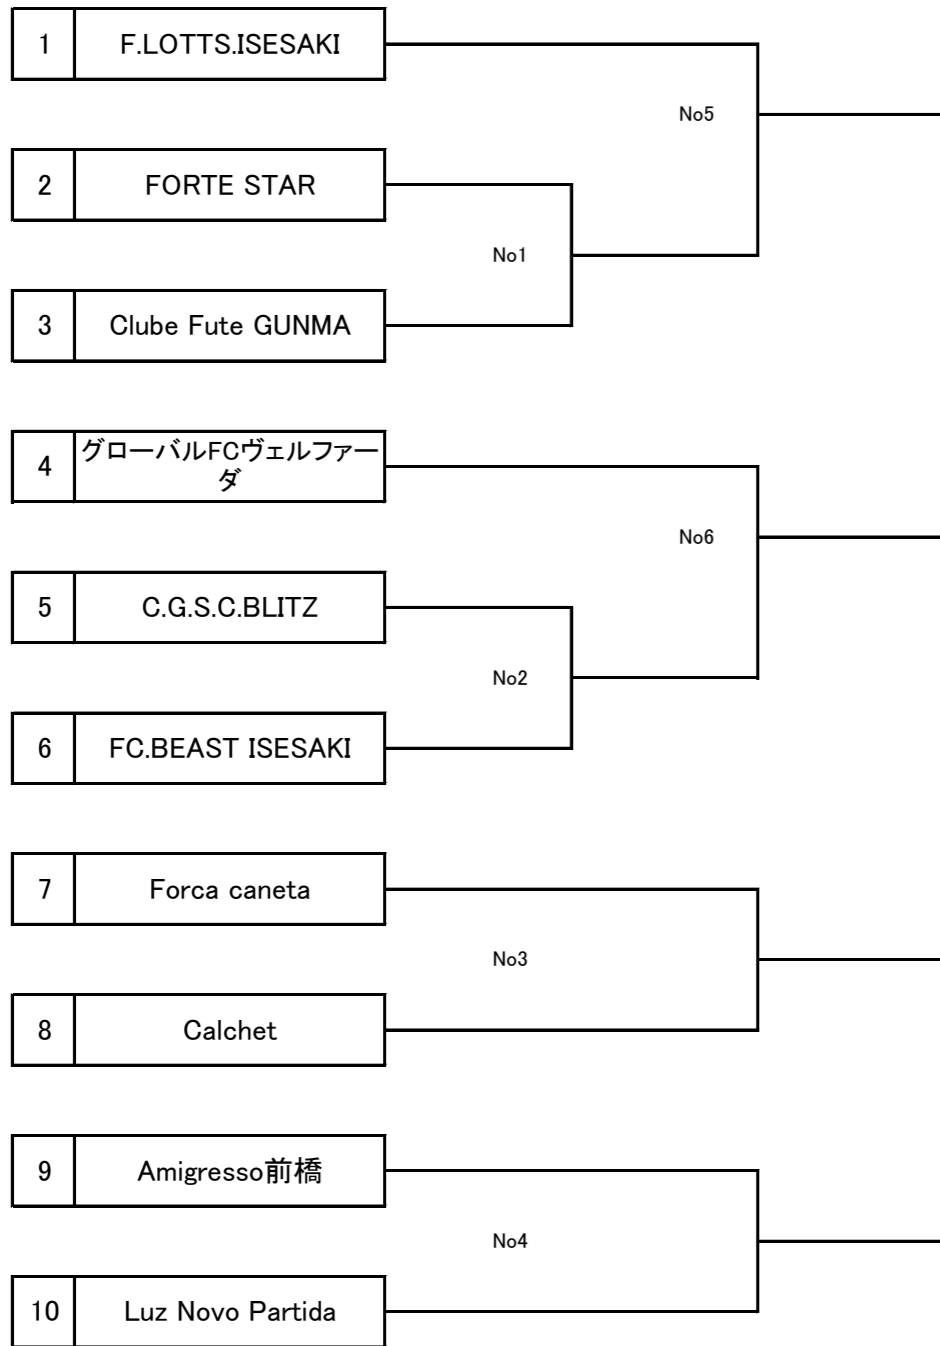 1 F.LOTTS.ISESAKI
No5
2 FORTE STAR
No1
3 Clube Fute GUNMA
4 グローバルFCヴェルファー
ダ
No6
5 C.G.S.C.BLITZ
No2
6 FC.BEAST ISESAKI
7 Forca caneta
No3
8 Calchet
9 Amigresso前橋
No4
10 Luz Novo Partida